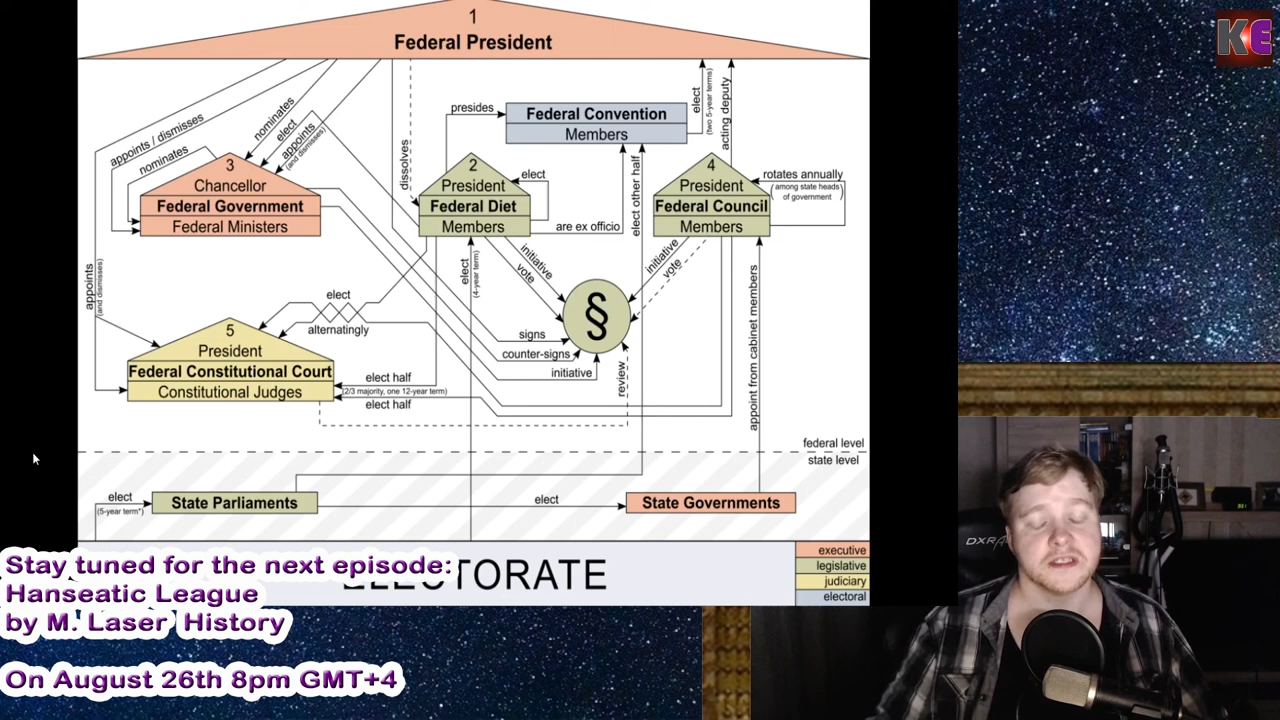 1
Federal President
KE
presides
Federal Convention
Members
elect
(two 5-year terms)
acting deputy
appoints / dismisses
nominates
nominates
elect
appoints
(and dismisses)
dissolves
3
Chancellor
Federal Government
Federal Ministers
2
President
Federal Diet
Members
elect
are ex officio
elect other half
4
President
Federal Council
Members
rotates annually
(among state heads
of government)
initiative
vote
initiative
vote
elect
(4-year term)
§
appoints
(and dismisses)
elect
alternatingly
signs
counter-signs
initiative
review
appoint from cabinet members
5
President
Federal Constitutional Court
Constitutional Judges
elect half
(2/3 majority, one 12-year term)
elect half
federal level
state level
elect
(5-year term*)
State Parliaments
elect
State Governments
ELECTORATE
executive
legislative
judiciary
electoral
Stay tuned for the next episode:
Hanseatic League
by M. Laser History
On August 26th 8pm GMT+4